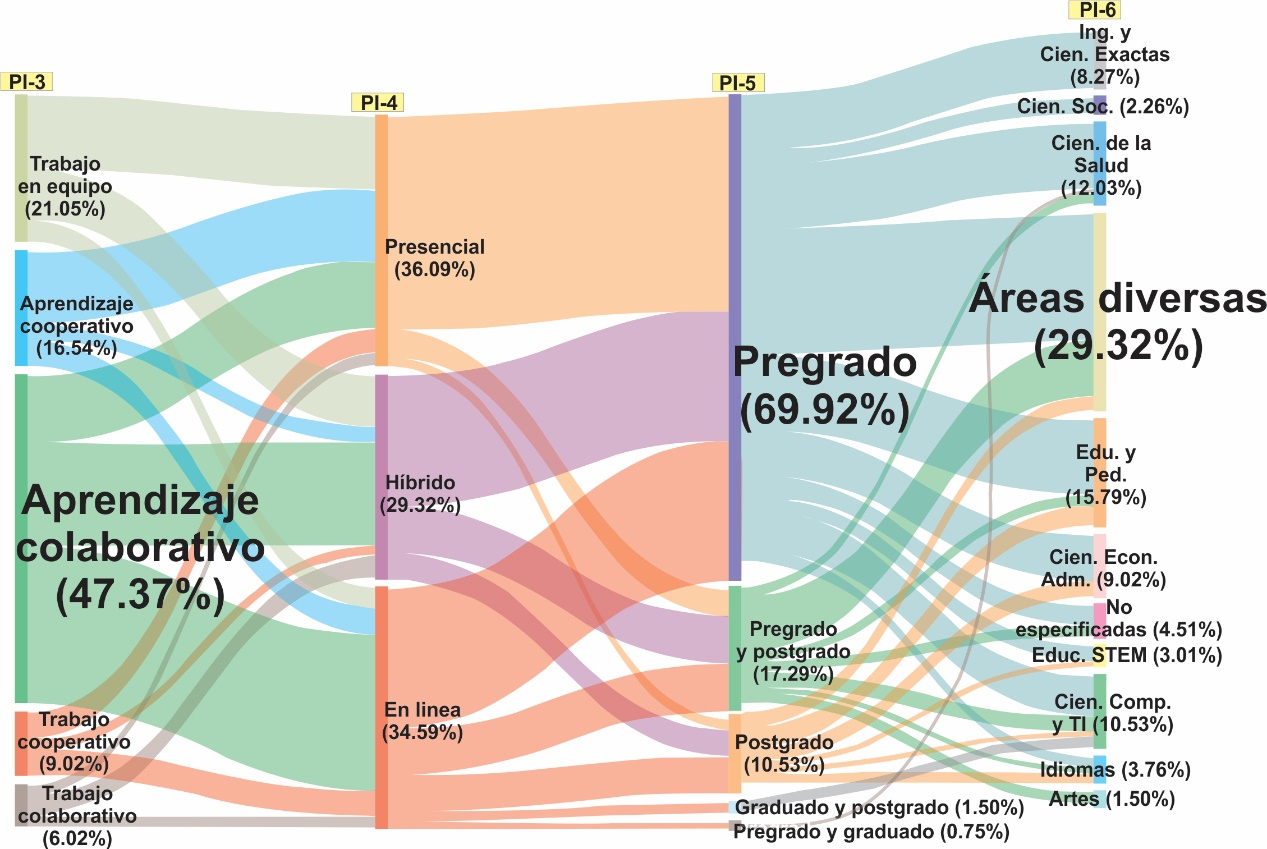 PI-3
Trabajo
en equipo
(21.05%)
Aprendizaje
cooperativo
(16.54%)
Aprendizaje
colaborativo
(47.37%)
Trabajo
cooperativo
(9.02%)
Trabajo
colaborativo
(6.02%)
PI-4
Presencial
(36.09%)
Híbrido
(29.32%)
En linea
(34.59%)
PI-5
Pregrado
(69.92%)
Pregrado
y postgrado
(17.29%)
Postgrado
(10.53%)
Graduado y postgrado (1.50%)
Pregrado y graduado (0.75%)
PI-6
Ing. y
Cien. Exactas
(8.27%)
Cien. Soc. (2.26%)
Cien. de la
Salud
(12.03%)
Áreas diversas
(29.32%)
Edu. y
Ped.
(15.79%)
Cien. Econ.
Adm. (9.02%)
No
especificadas (4.51%)
Educ. STEM (3.01%)
Cien. Comp.
y TI (10.53%)
Idiomas (3.76%)
Artes (1.50%)